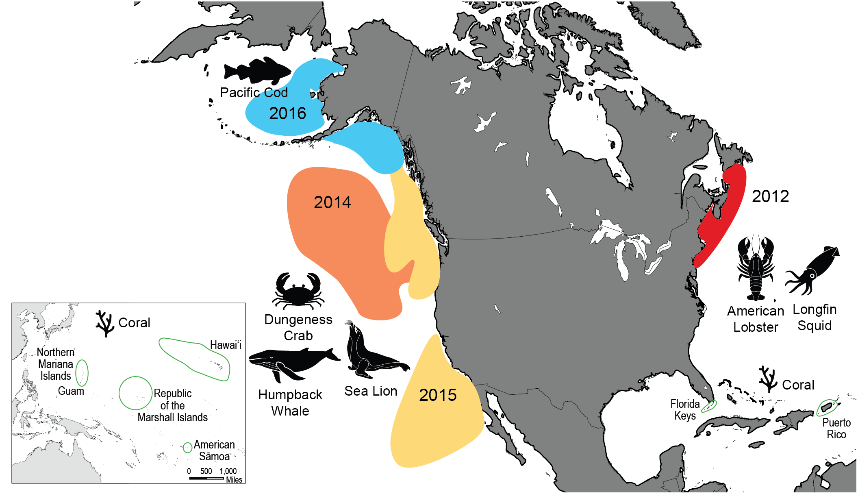 Pacific Cod
2016
2014
2012
American
Lobster
Longfin
Squid
Dungeness
Crab
Humpback
Whale
Sea Lion
2015
Coral
Florida
Keys
Puerto
Rico
Coral
Hawai'i
Northern
Mariana
Islands
Guam
Republic
of the
Marshall Islands
American
Samoa
0 500 1,000
Miles